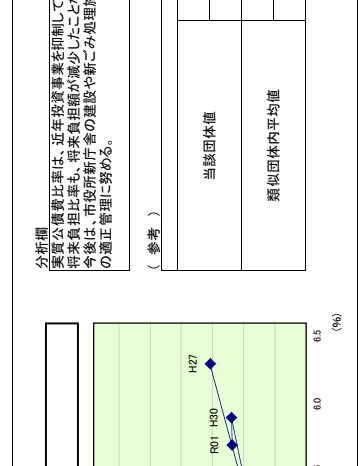 分析欄
実質公債費比率は、近年投資事業を抑制して
将来負担比率も、将来負担額が減少したこと
今後は、市役所新庁舎の建設や新ごみ処理施
の適正管理に努める。
（ 参考 ）
当該団体値
類似団体内平均値
H27
H30
R01
6.0
6.5
(%)